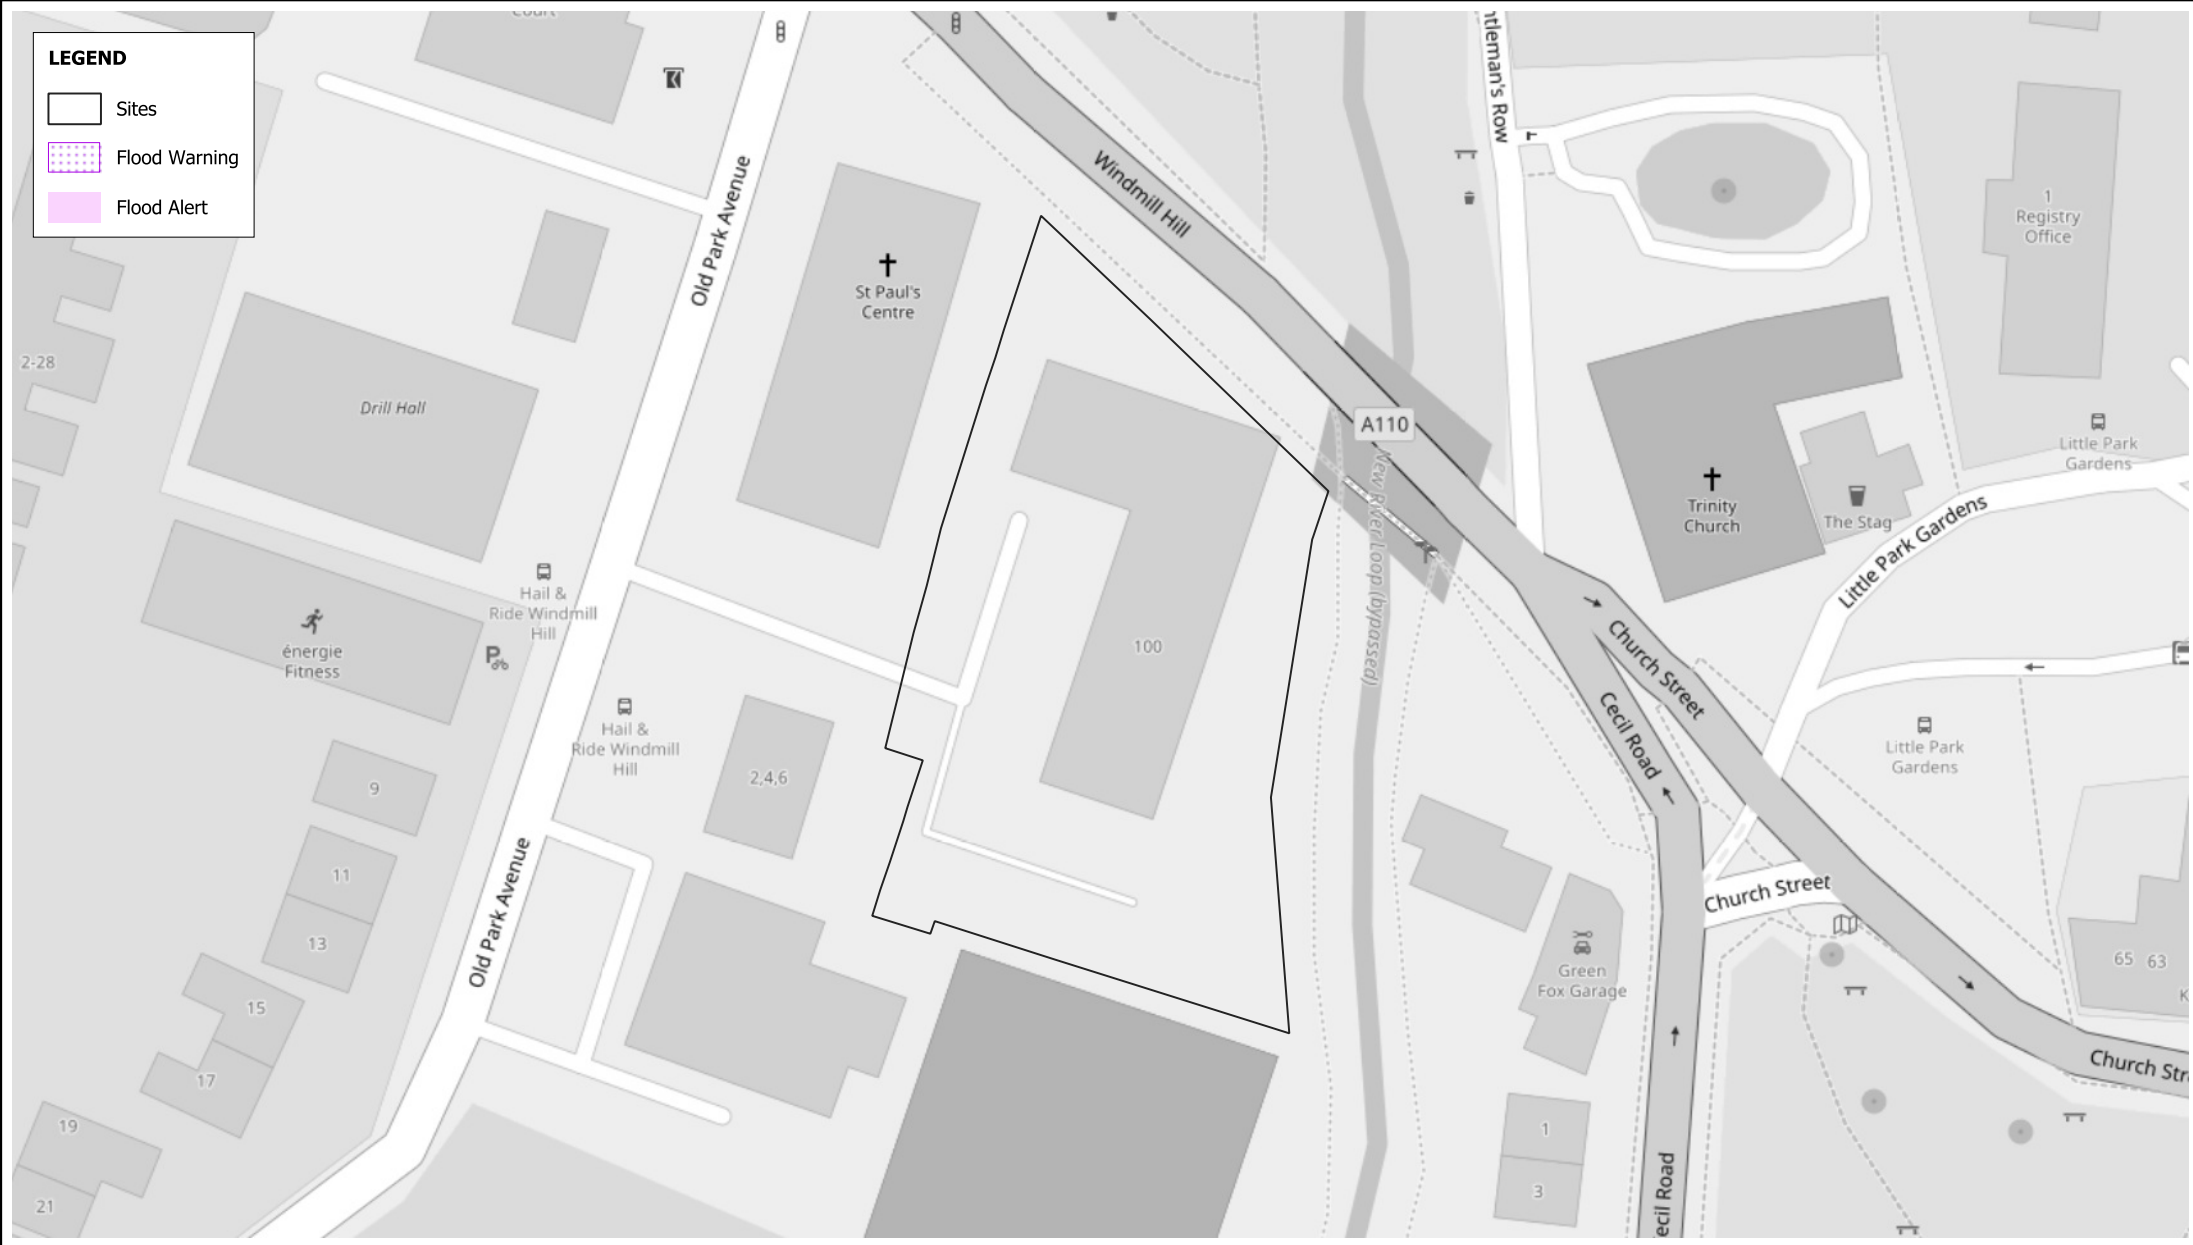 LEGEND
Sites
Flood Warning
Flood Alert
Windmill Hill
Old Park Avenue
St Paul's
Centre
1
Registry
Office
2-28
Drill Hall
A110
New River Loop (bypassed)
Little Park
Gardens
Trinity
Church
The Stag
Little Park Gardens
Hail &
Ride Windmill
Hill
énergie
Fitness
100
Church Street
Cecil Road
Hail &
Ride Windmill
Hill
2,4,6
Little Park
Gardens
9
11
13
Old Park Avenue
Church Street
Green
Fox Garage
65 63
15
17
19
21
1
3